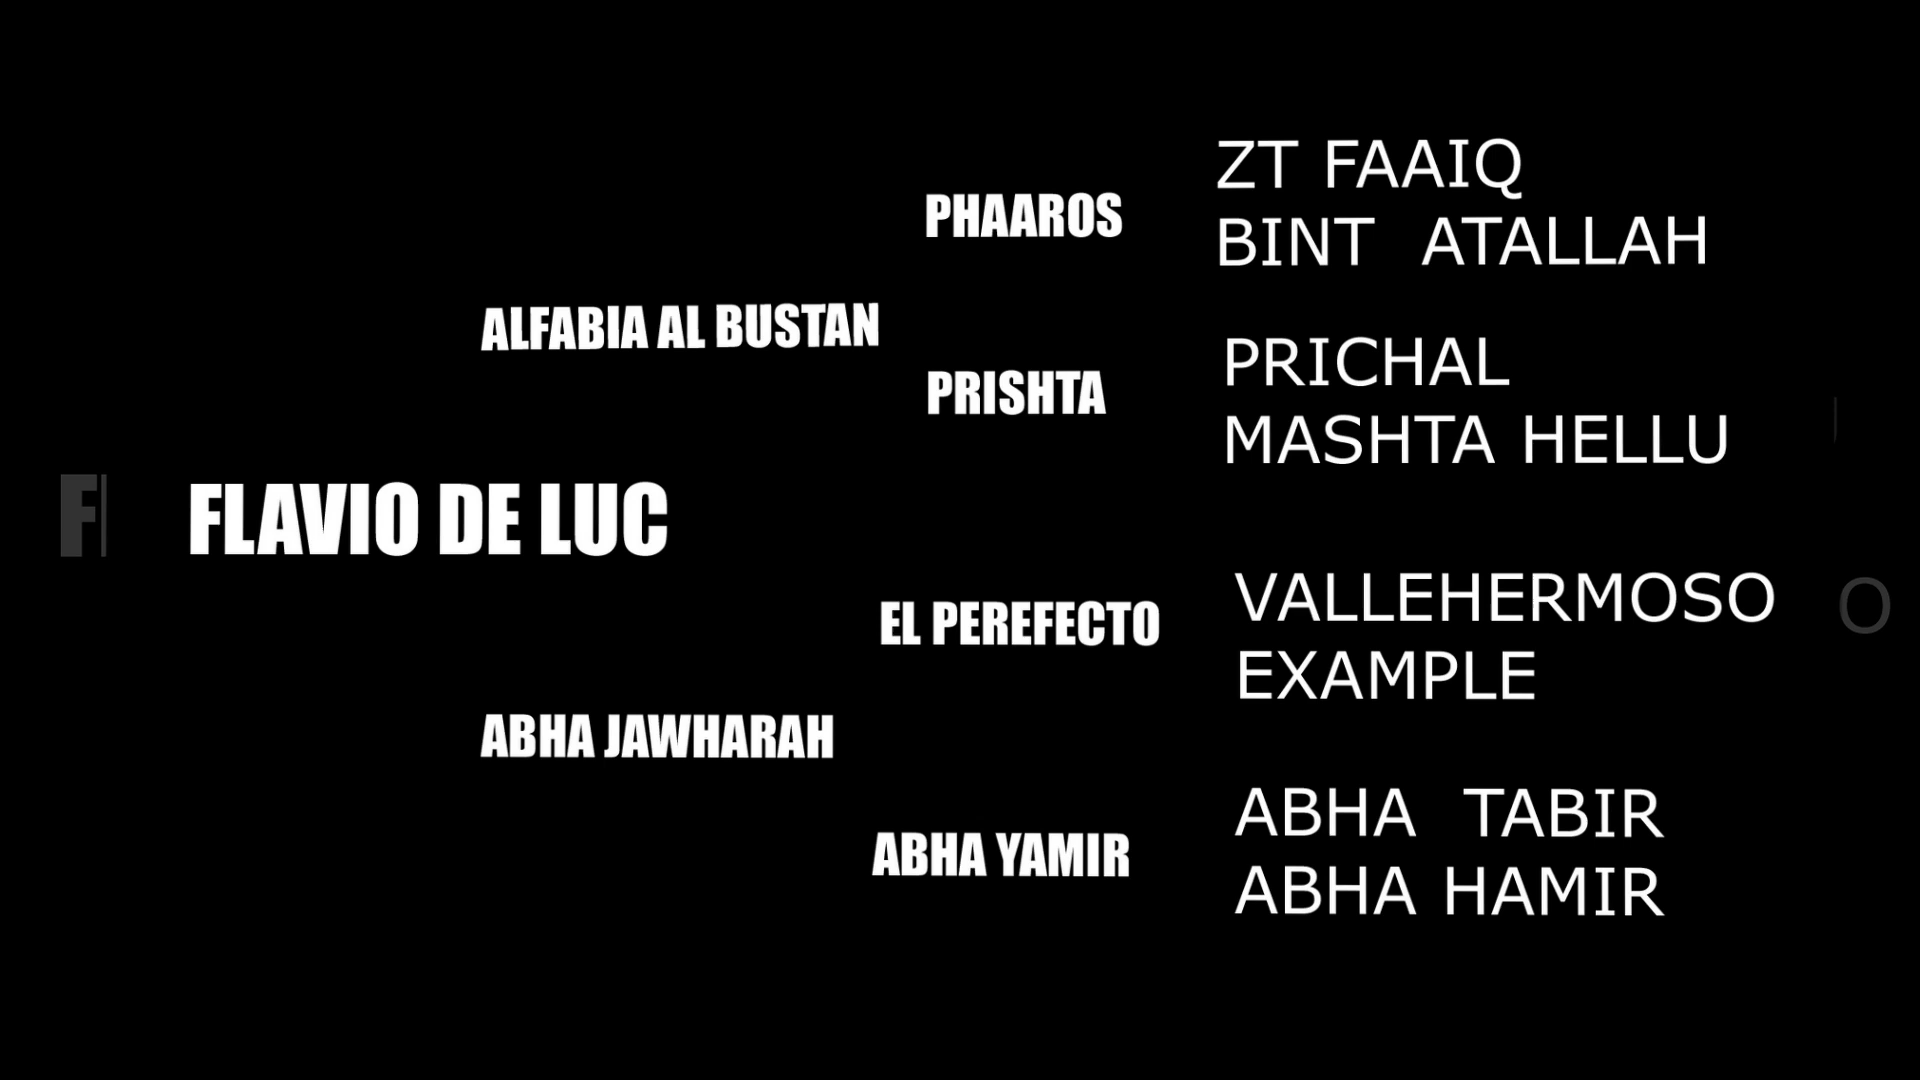 ZT FAAIQ
PHAAROS
BINT ATALLAH
ALFABIA AL BUSTAN
PRICHAL
PRISHTA
MASHTA HELLU
FLAVIO DE LUC
VALLEHERMOSO
EL PEREFECTO
EXAMPLE
ABHA JAWHARAH
ABHA TABIR
ABHA YAMIR
ABHA HAMIR